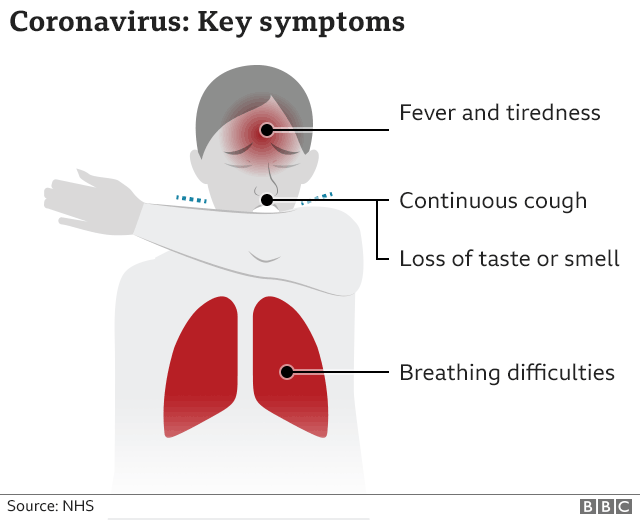 Coronavirus: Key symptoms
Fever and tiredness
Continuous cough
Loss of taste or smell
Breathing difficulties
Source: NHS
BBC